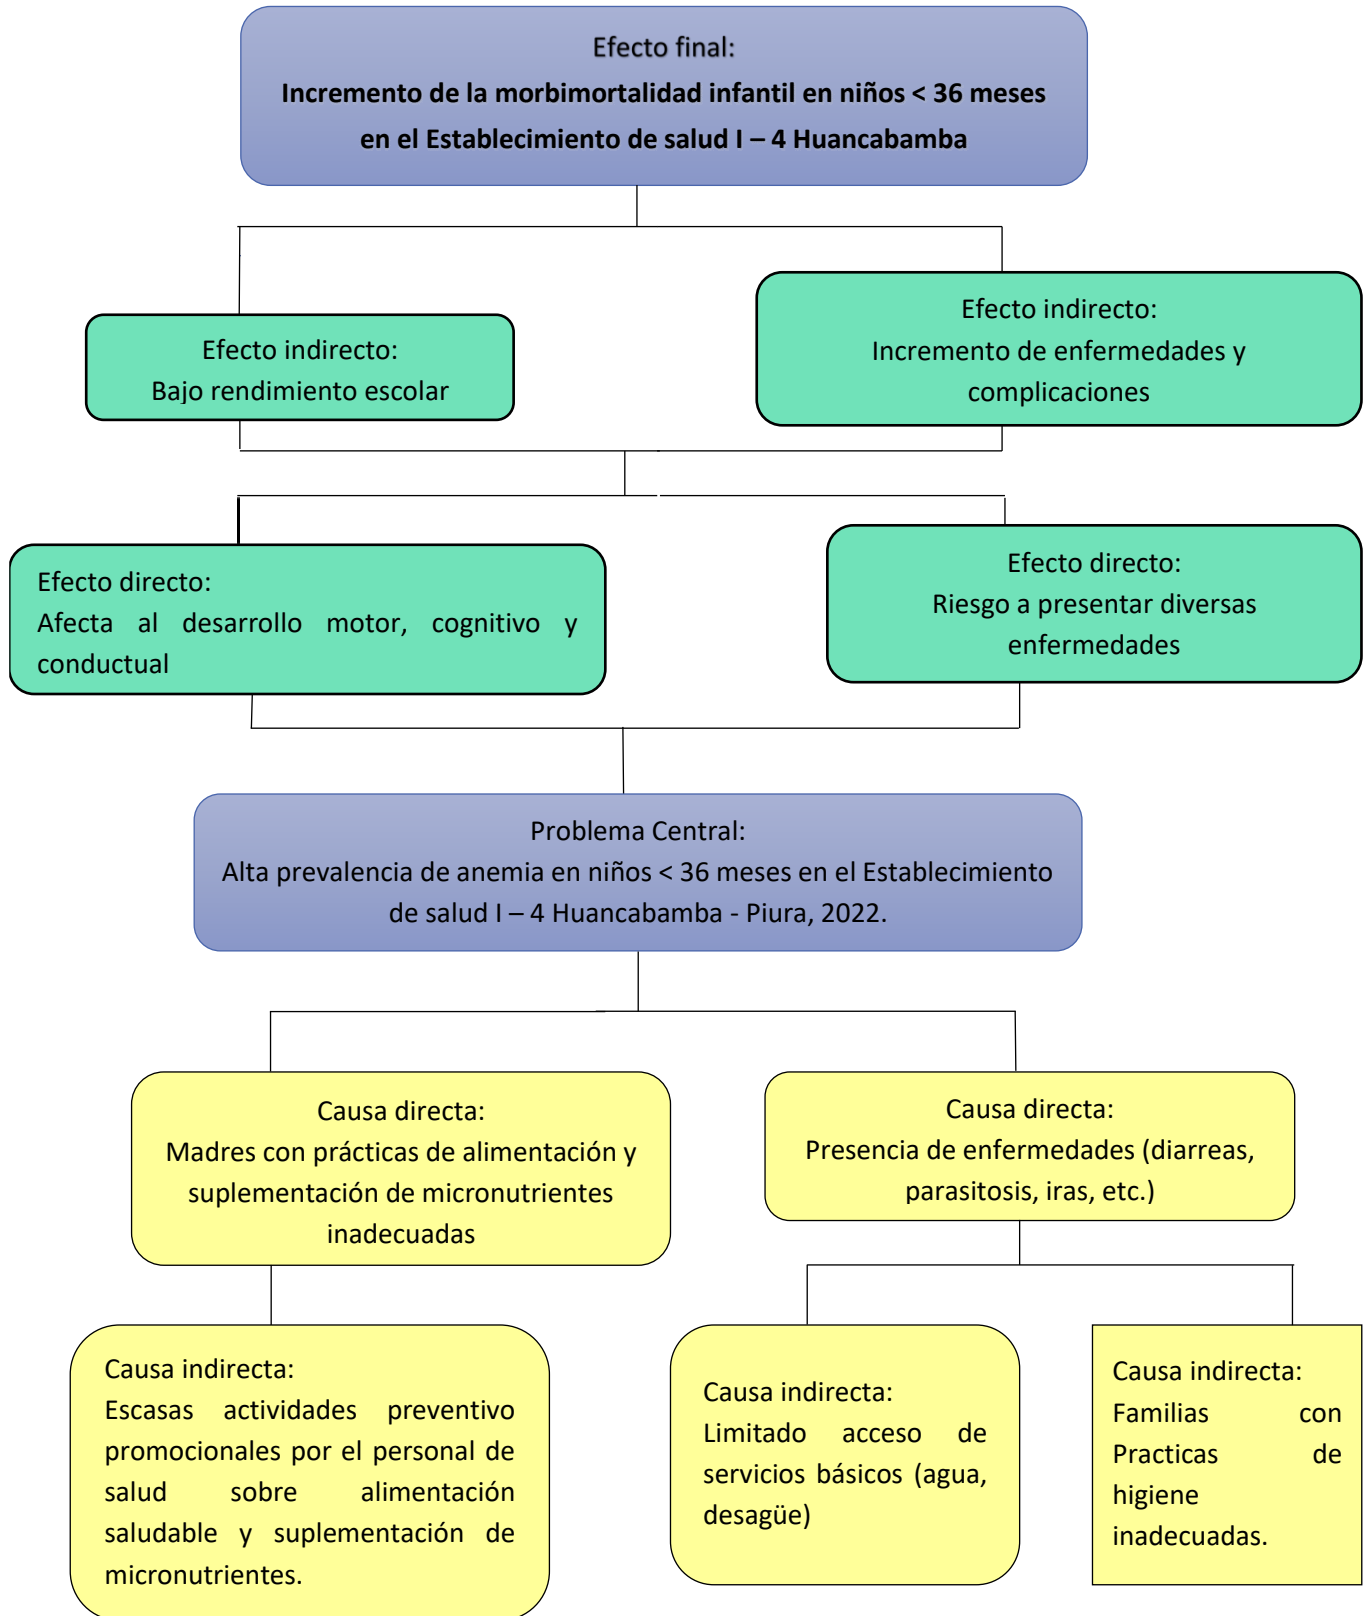 Efecto final:
Incremento de la morbimortalidad infantil en niños < 36 meses
en el Establecimiento de salud I – 4 Huancabamba
Efecto indirecto:
Bajo rendimiento escolar
Efecto indirecto:
Incremento de enfermedades y
complicaciones
Efecto directo:
Afecta al desarrollo motor, cognitivo y
conductual
Efecto directo:
Riesgo a presentar diversas
enfermedades
Problema Central:
Alta prevalencia de anemia en niños < 36 meses en el Establecimiento
de salud I – 4 Huancabamba - Piura, 2022.
Causa directa:
Madres con prácticas de alimentación y
suplementación de micronutrientes
inadecuadas
Causa directa:
Presencia de enfermedades (diarreas,
parasitosis, iras, etc.)
Causa indirecta:
Escasas actividades preventivo
promocionales por el personal de
salud sobre alimentación
saludable y suplementación de
micronutrientes.
Causa indirecta:
Limitado acceso de
servicios básicos (agua,
desagüe)
Causa indirecta:
Familias con
Practicas de
higiene
inadecuadas.